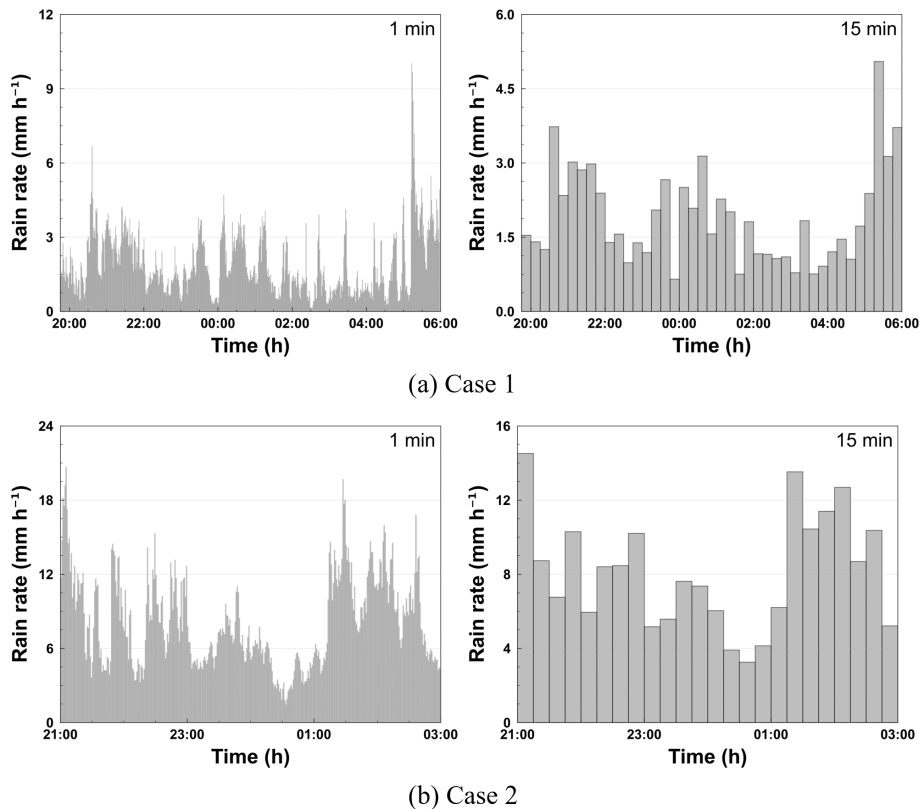 12
9
6
3
0
Rain rate (mm h⁻¹)
1 min
20:00 22:00 00:00 02:00 04:00 06:00
Time (h)
6.0
4.5
3.0
1.5
0.0
Rain rate (mm h⁻¹)
15 min
20:00 22:00 00:00 02:00 04:00 06:00
Time (h)
(a) Case 1
24
18
12
6
0
Rain rate (mm h⁻¹)
1 min
21:00 23:00 01:00 03:00
Time (h)
16
12
8
4
0
Rain rate (mm h⁻¹)
15 min
21:00 23:00 01:00 03:00
Time (h)
(b) Case 2